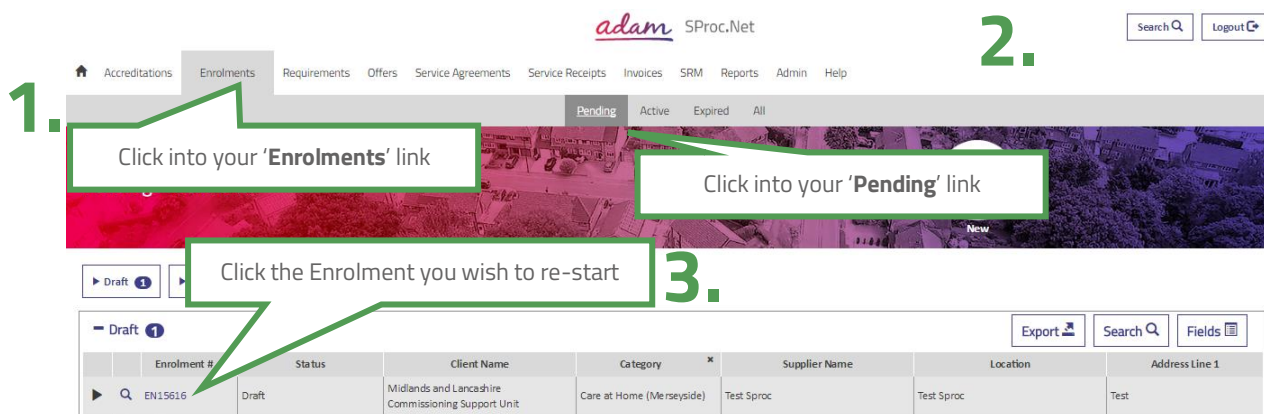 adam SProc.Net
2.
Search
Logout
Accreditations Enrolments Requirements Offers Service Agreements Service Receipts Invoices SRM Reports Admin Help
1.
Pending Active Expired All
Click into your ‘Enrolments’ link
Click into your ‘Pending’ link
New
Click the Enrolment you wish to re-start
3.
Draft 1
Draft 1
Export Search Fields
Enrolment # Status Client Name Category × Supplier Name Location Address Line 1
EN15616 Draft Midlands and Lancashire Care at Home (Merseyside) Test Sproc Test Sproc Test
Commissioning Support Unit